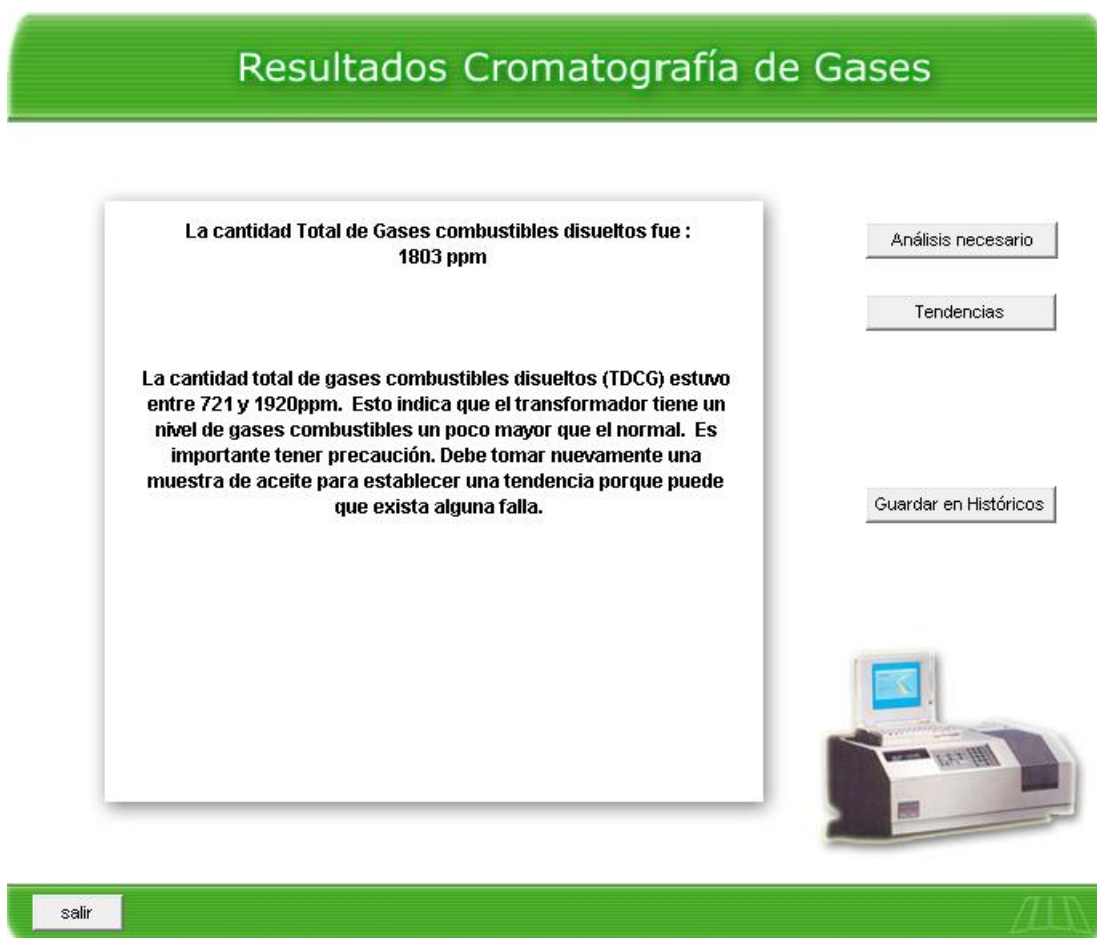 Resultados Cromatografía de Gases
La cantidad Total de Gases combustibles disueltos fue :
1803 ppm
La cantidad total de gases combustibles disueltos (TDCG) estuvo
entre 721 y 1920ppm. Esto indica que el transformador tiene un
nivel de gases combustibles un poco mayor que el normal. Es
importante tener precaución. Debe tomar nuevamente una
muestra de aceite para establecer una tendencia porque puede
que exista alguna falla.
Análisis necesario
Tendencias
Guardar en Históricos
salir